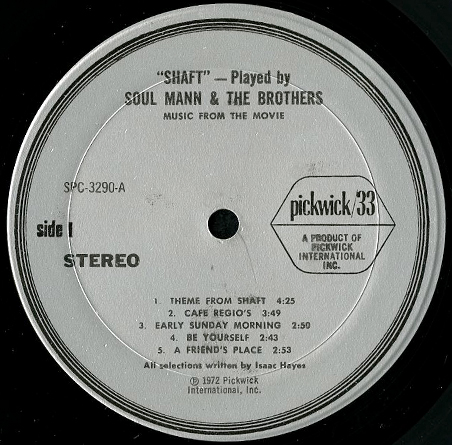 "SHAFT" — Played by
SOUL MANN & THE BROTHERS
MUSIC FROM THE MOVIE
SPC-3290-A
pickwick/33
A PRODUCT OF
PICKWICK
INTERNATIONAL
INC.
side 1
STEREO
1. THEME FROM SHAFT 4:25
2. CAFE REGIO'S 3:49
3. EARLY SUNDAY MORNING 2:50
4. BE YOURSELF 2:43
5. A FRIEND'S PLACE 2:53
All selections written by Isaac Hayes
℗ 1972 Pickwick
International, Inc.